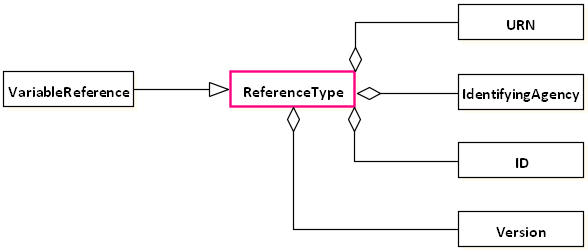 URN
VariableReference
ReferenceType
IdentifyingAgency
ID
Version